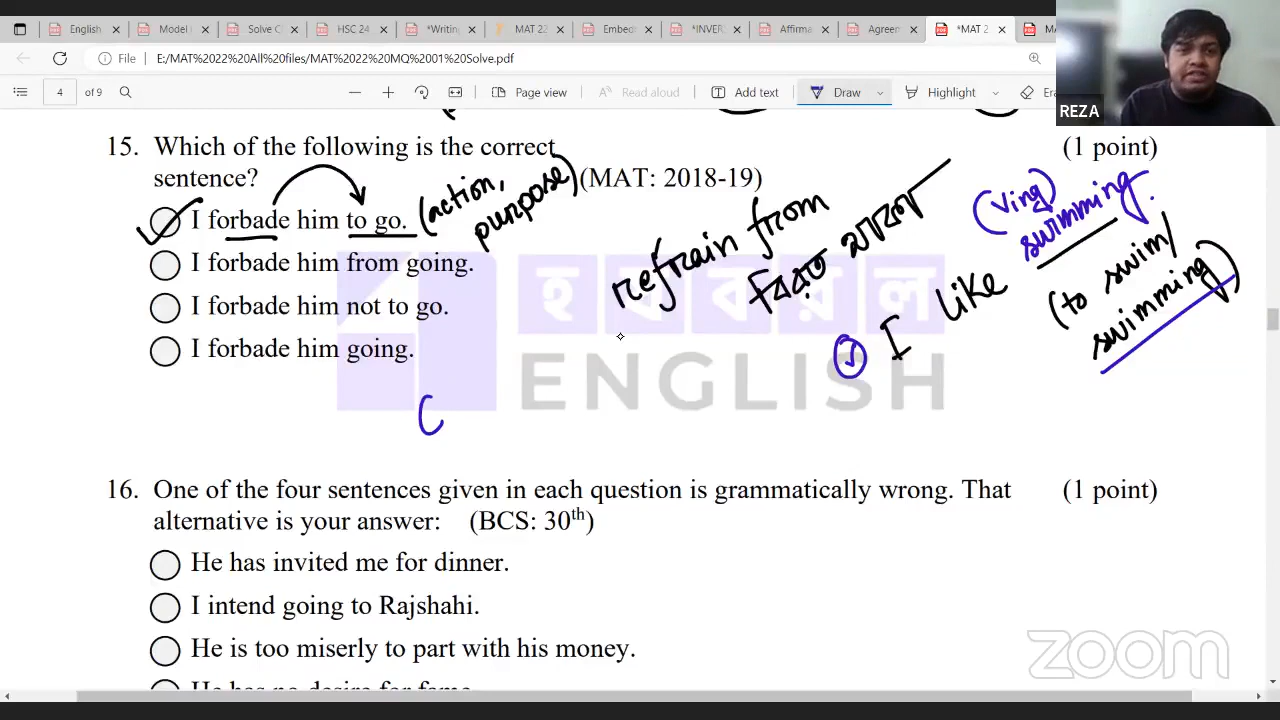 English
Model
Solve C
HSC 24
*Writing
MAT 22
Embed
*INVER
Affirma
Agreem
*MAT 2
File E:/MAT%2022%20All%20files/MAT%2022%20MQ%2001%20Solve.pdf
4 of 9 Page view Read aloud Add text Draw Highlight
REZA
15. Which of the following is the correct (1 point)
sentence? (MAT: 2018-19)
I forbade him to go. (action,
purpose)
I forbade him from going.
I forbade him not to go.
I forbade him going.
refrain from
বিরত থাকা
(Ving)
I like swimming.
(to swim/
swimming)
হ য ব র ল
ENGLISH
16. One of the four sentences given in each question is grammatically wrong. That (1 point)
alternative is your answer: (BCS: 30th)
He has invited me for dinner.
I intend going to Rajshahi.
He is too miserly to part with his money.
He has no desire for fame
zoom